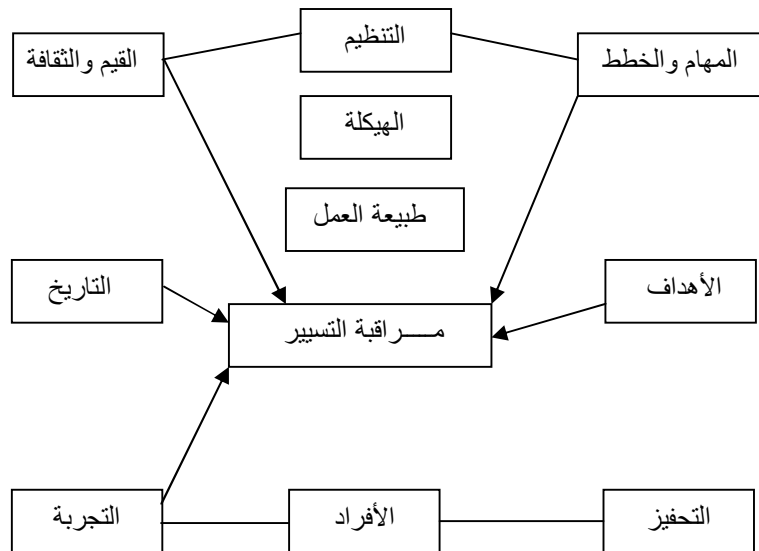 المهام والخطط
التنظيم
القيم والثقافة
الهيكلة
طبيعة العمل
الأهداف
التاريخ
مـــــراقبة التسيير
التحفيز
الأفراد
التجربة